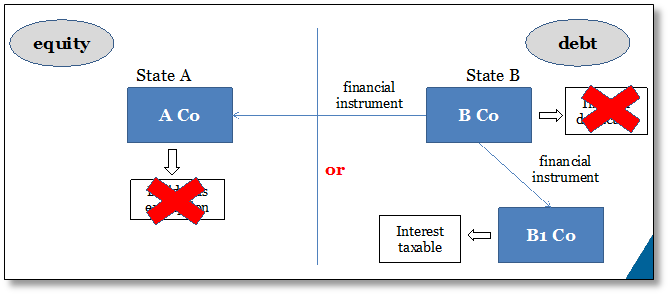 equity
debt
State A
State B
financial
instrument
A Co
B Co
or
financial
instrument
Interest
taxable
B1 Co